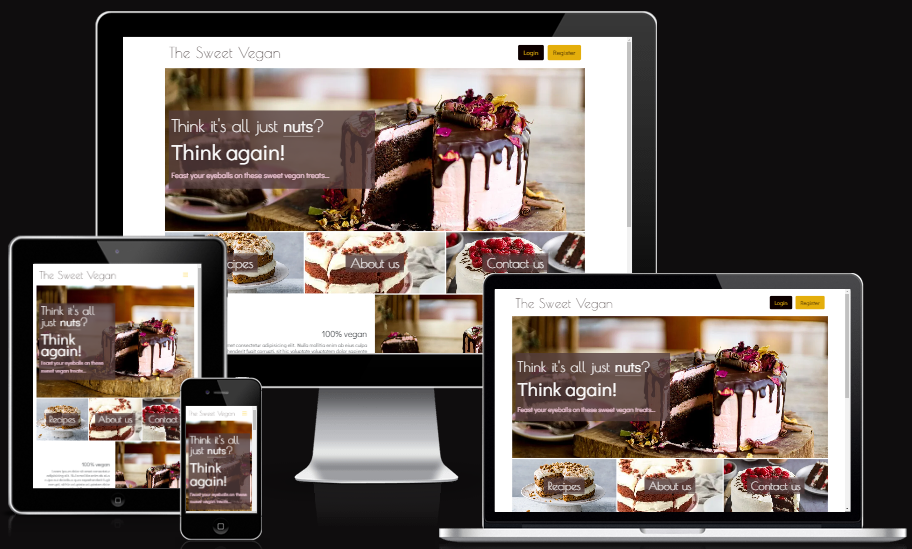 The Sweet Vegan
Login
Register
Think it's all just nuts?
Think again!
Feast your eyeballs on these sweet vegan treats...
cipes
About us
Contact us
100% vegan
The Sweet Vegan
Think it's all
just nuts?
Think
again!
Feast your eyeballs on these
sweet vegan treats...
Recipes
About us
Contact
100% vegan
The Sweet Vegan
Think it's all
just nuts?
Think
again!
Feast your eyeballs on these
sweet vegan treats...
The Sweet Vegan
Login
Register
Think it's all just nuts?
Think again!
Feast your eyeballs on these sweet vegan treats...
Recipes
About us
Contact us